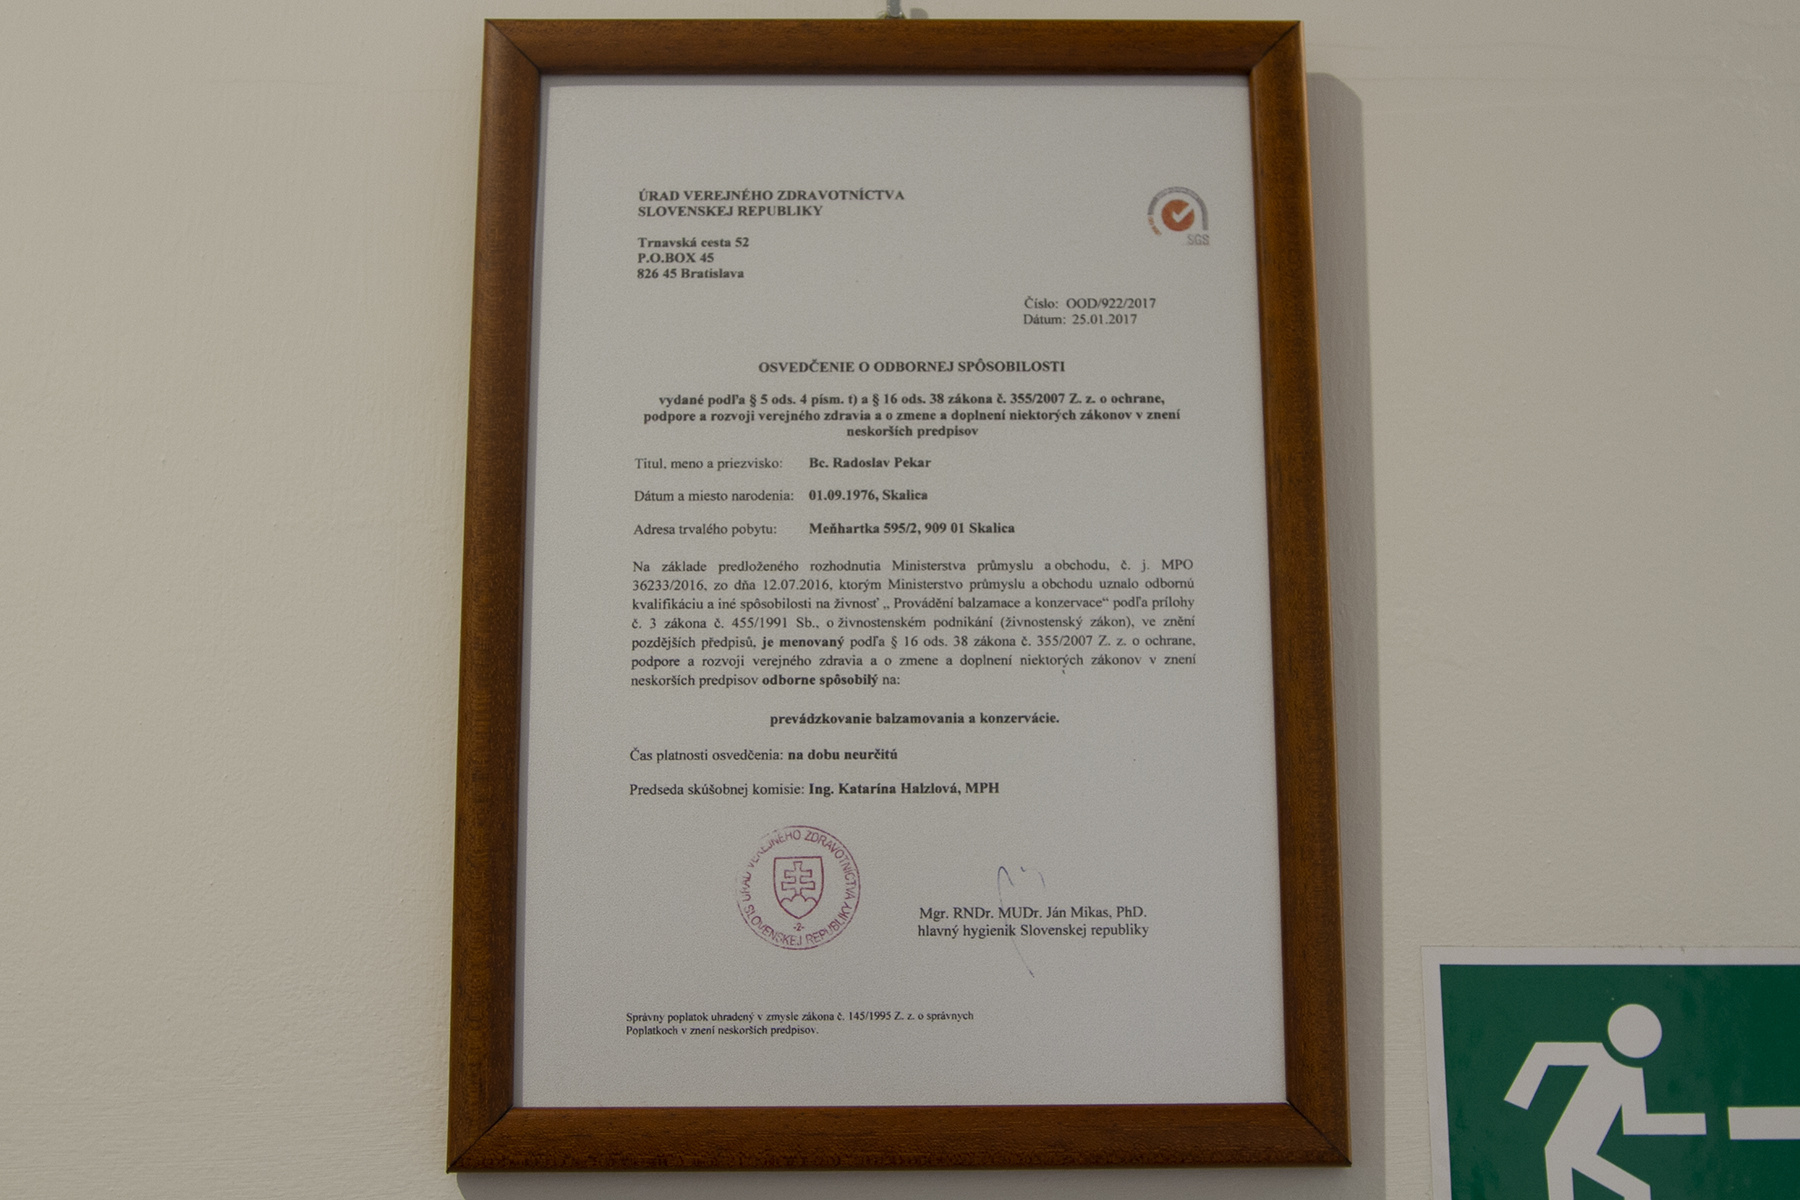 ÚRAD VEREJNÉHO ZDRAVOTNÍCTVA
SLOVENSKEJ REPUBLIKY
Trnavská cesta 52
P.O.BOX 45
826 45 Bratislava
SGS
Číslo: OOD/922/2017
Dátum: 25.01.2017
OSVEDČENIE O ODBORNEJ SPÔSOBILOSTI
vydané podľa § 5 ods. 4 písm. t) a § 16 ods. 38 zákona č. 355/2007 Z. z. o ochrane,
podpore a rozvoji verejného zdravia a o zmene a doplnení niektorých zákonov v znení
neskorších predpisov
Titul, meno a priezvisko: Bc. Radoslav Pekar
Dátum a miesto narodenia: 01.09.1976, Skalica
Adresa trvalého pobytu: Meňhartka 595/2, 909 01 Skalica
Na základe predloženého rozhodnutia Ministerstva průmyslu a obchodu, č. j. MPO
36233/2016, zo dňa 12.07.2016, ktorým Ministerstvo průmyslu a obchodu uznalo odbornú
kvalifikáciu a iné spôsobilosti na živnosť „ Provádění balzamace a konzervace“ podľa prílohy
č. 3 zákona č. 455/1991 Sb., o živnostenském podnikání (živnostenský zákon), ve znění
pozdějších předpisů, je menovaný podľa § 16 ods. 38 zákona č. 355/2007 Z. z. o ochrane,
podpore a rozvoji verejného zdravia a o zmene a doplnení niektorých zákonov v znení
neskorších predpisov odborne spôsobilý na:
prevádzkovanie balzamovania a konzervácie.
Čas platnosti osvedčenia: na dobu neurčitú
Predseda skúšobnej komisie: Ing. Katarína Halzlová, MPH
ÚRAD VEREJNÉHO ZDRAVOTNÍCTVA
SLOVENSKEJ REPUBLIKY
-2-
Mgr. RNDr. MUDr. Ján Mikas, PhD.
hlavný hygienik Slovenskej republiky
Správny poplatok uhradený v zmysle zákona č. 145/1995 Z. z. o správnych
Poplatkoch v znení neskorších predpisov.